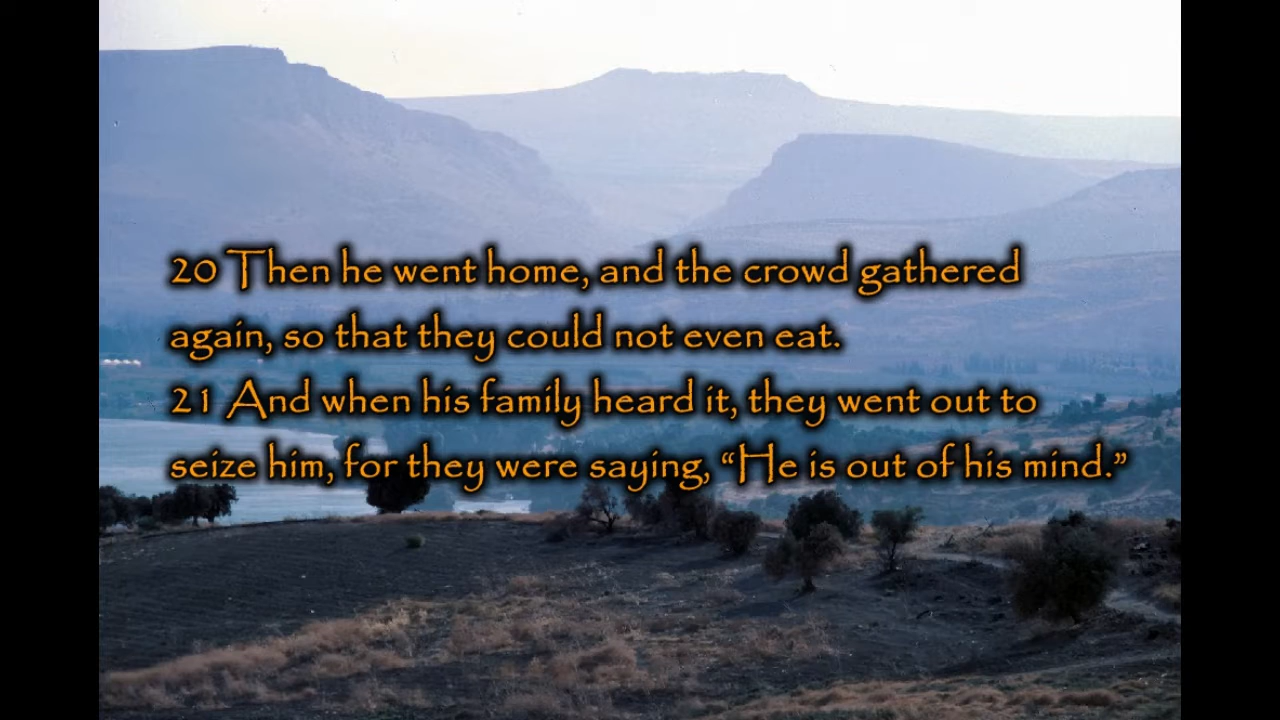 20 Then he went home, and the crowd gathered
again, so that they could not even eat.
21 And when his family heard it, they went out to
seize him, for they were saying, “He is out of his mind.”